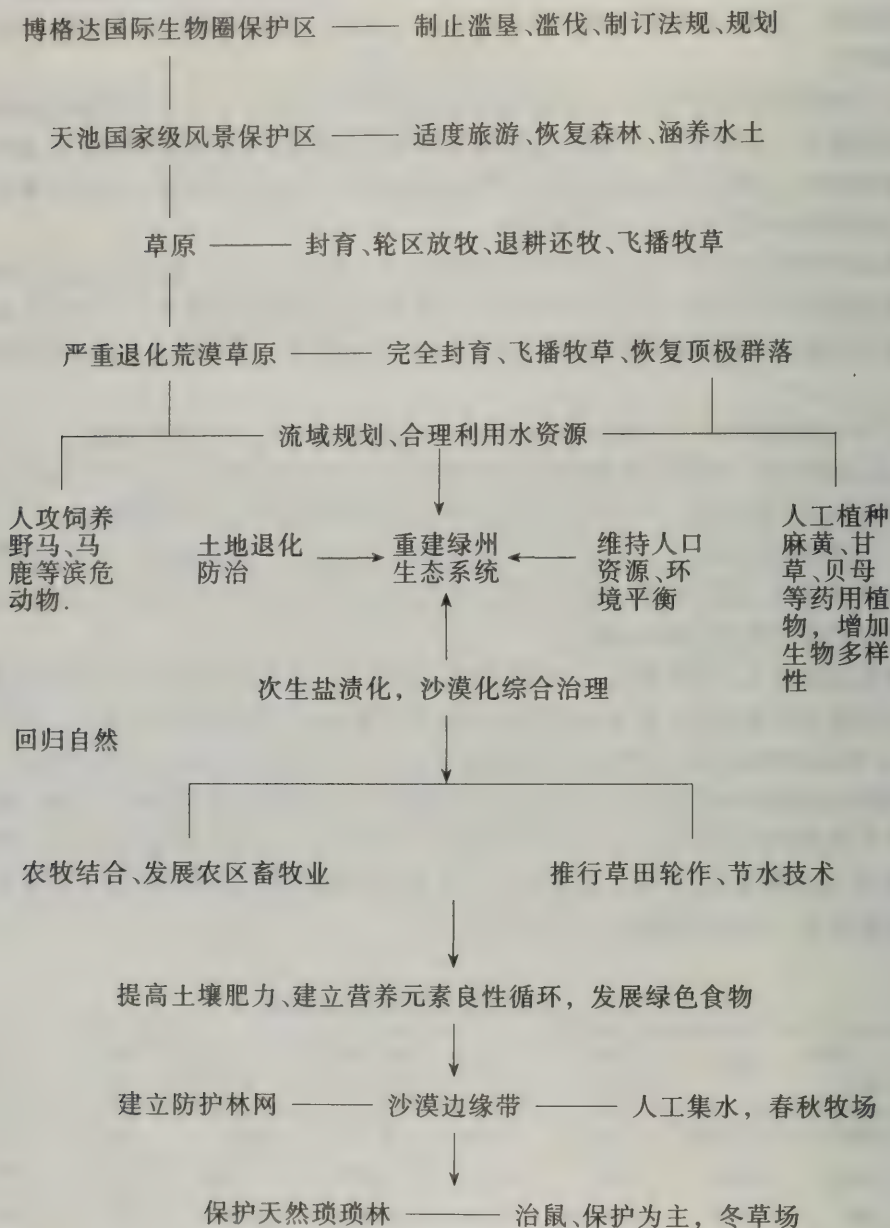 博格达国际生物圈保护区 —— 制止滥垦、滥伐、制订法规、规划
天池国家级风景保护区 —— 适度旅游、恢复森林、涵养水土
草原 —— 封育、轮区放牧、退耕还牧、飞播牧草
严重退化荒漠草原 —— 完全封育、飞播牧草、恢复顶极群落
流域规划、合理利用水资源
人攻饲养
野马、马
鹿等滨危
动物.
土地退化
防治
重建绿州
生态系统
维持人口
资源、环
境平衡
人工植种
麻黄、甘
草、贝母
等药用植
物，增加
生物多样
性
次生盐渍化，沙漠化综合治理
回归自然
农牧结合、发展农区畜牧业
推行草田轮作、节水技术
提高土壤肥力、建立营养元素良性循环，发展绿色食物
建立防护林网 —— 沙漠边缘带 —— 人工集水，春秋牧场
保护天然琐琐林 —— 治鼠、保护为主，冬草场